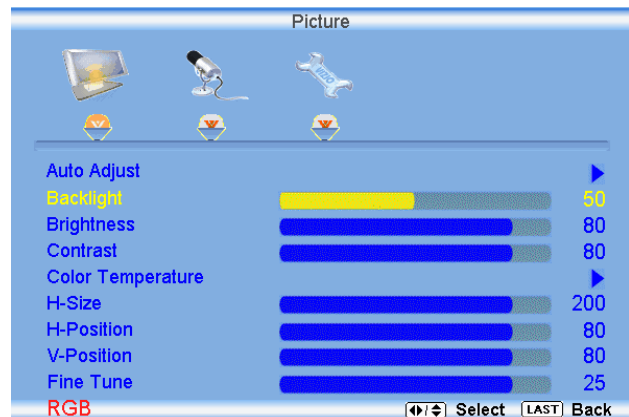 Picture
VIZIO
Auto Adjust
Backlight 50
Brightness 80
Contrast 80
Color Temperature
H-Size 200
H-Position 80
V-Position 80
Fine Tune 25
RGB Select LAST Back